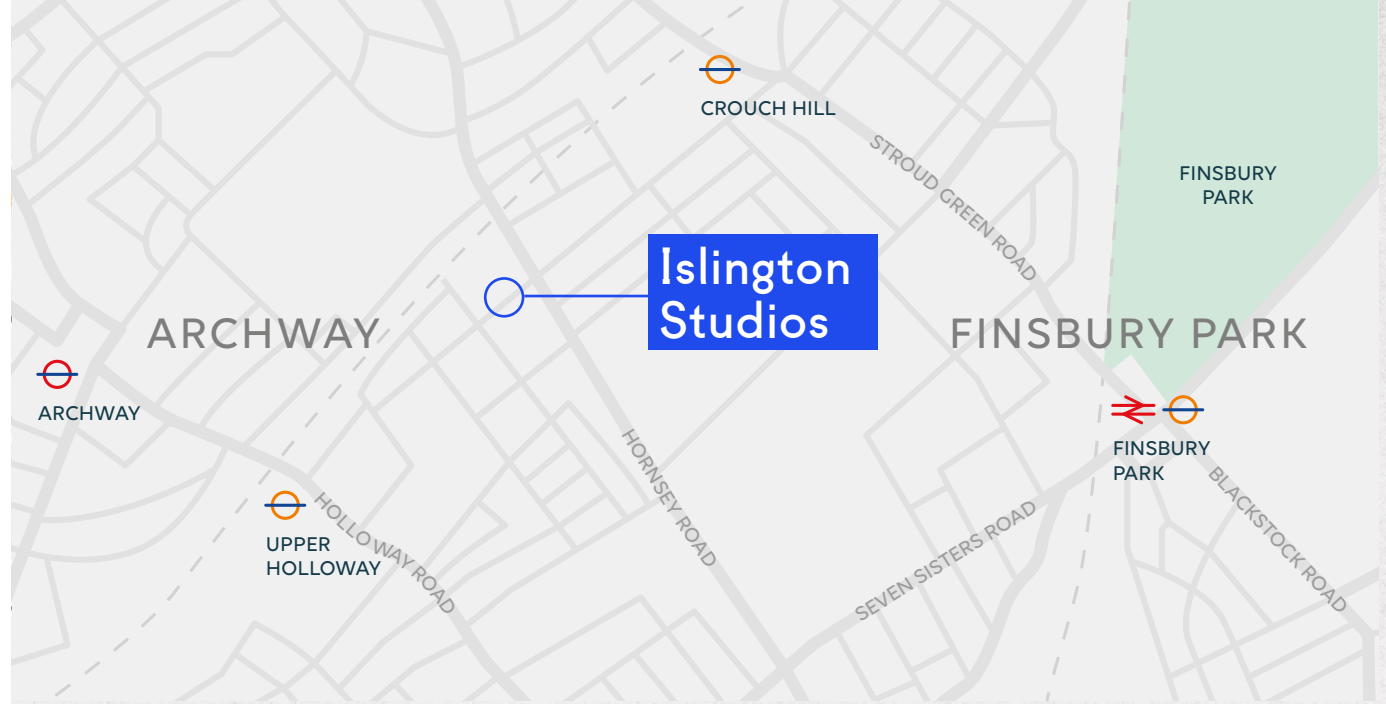 CROUCH HILL
STROUD GREEN ROAD
FINSBURY
PARK
Islington
Studios
ARCHWAY
FINSBURY PARK
ARCHWAY
FINSBURY
PARK
HORNSEY ROAD
BLACKSTOCK ROAD
HOLLOWAY ROAD
SEVEN SISTERS ROAD
UPPER
HOLLOWAY